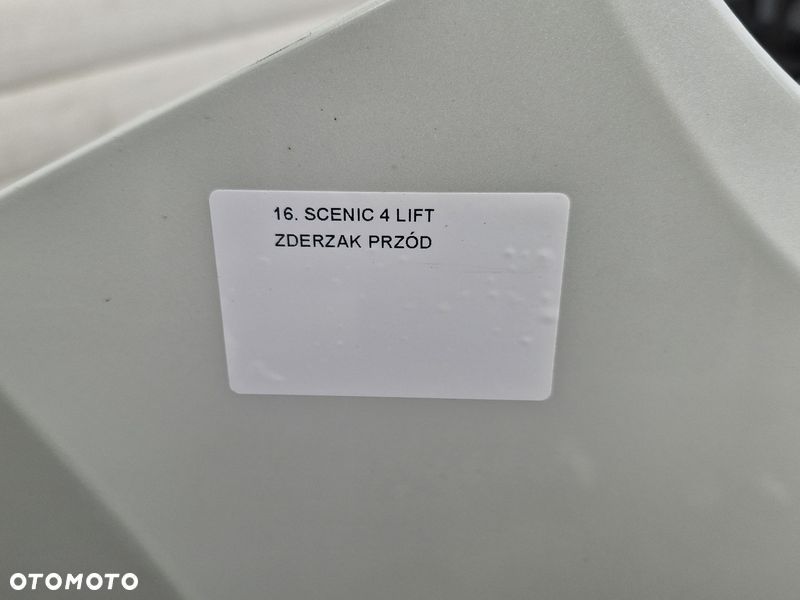 16. SCENIC 4 LIFT
ZDERZAK PRZÓD
OTOMOTO